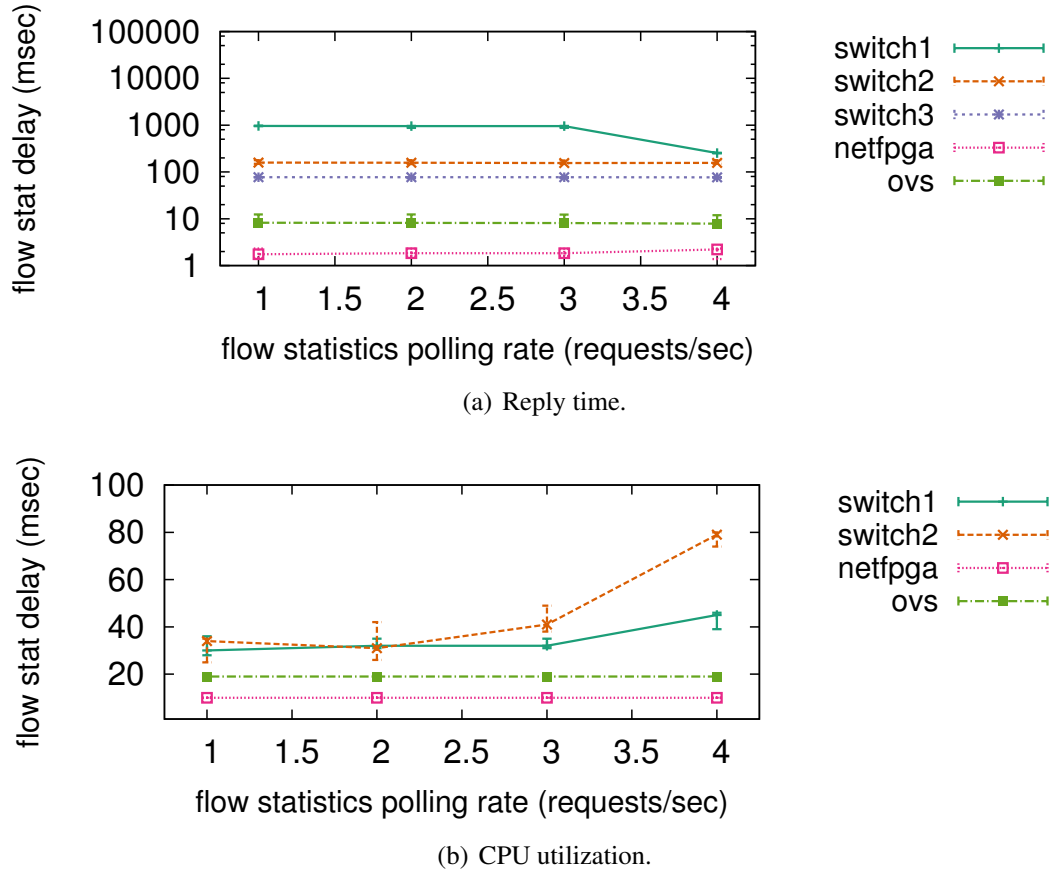 flow stat delay (msec)
100000
10000
1000
100
10
1
1 1.5 2 2.5 3 3.5 4
flow statistics polling rate (requests/sec)
switch1
switch2
switch3
netfpga
ovs
(a) Reply time.
flow stat delay (msec)
100
80
60
40
20
1 1.5 2 2.5 3 3.5 4
flow statistics polling rate (requests/sec)
switch1
switch2
netfpga
ovs
(b) CPU utilization.